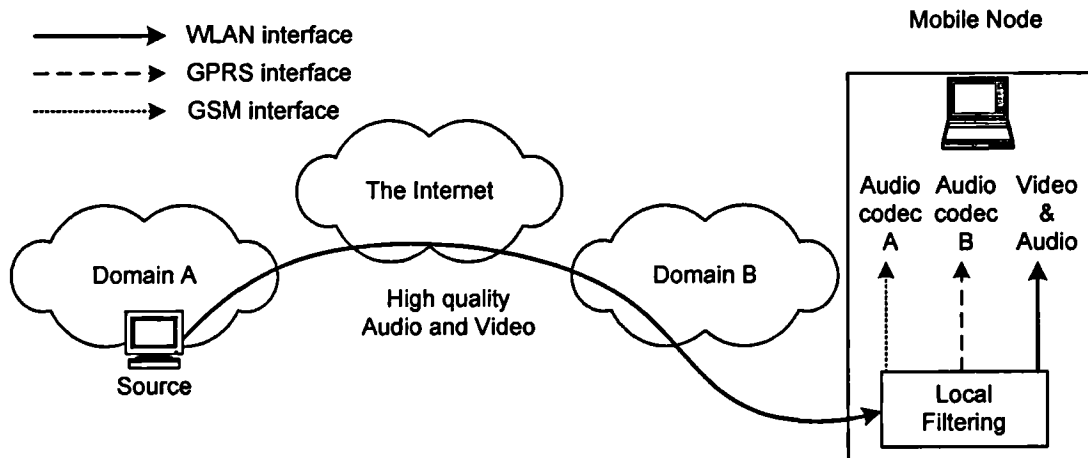 Mobile Node
WLAN interface
GPRS interface
GSM interface
The Internet
Domain A
Domain B
High quality
Audio and Video
Source
Audio
codec
A
Audio
codec
B
Video
&
Audio
Local
Filtering